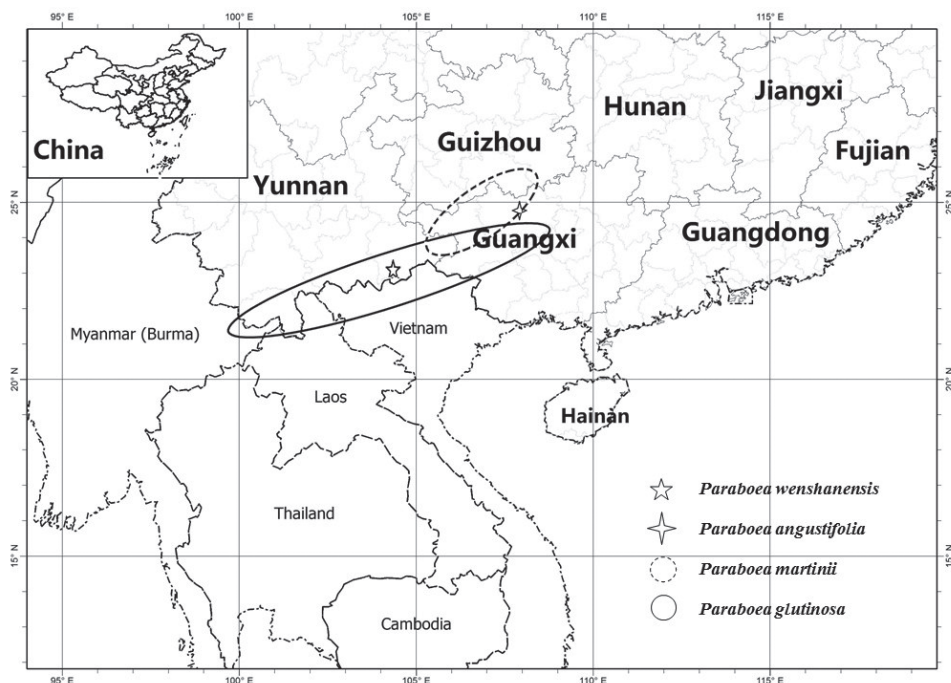 95°E 100°E 105°E 110°E 115°E
China
Jiangxi
Hunan
Guizhou
Fujian
Yunnan
25°N
25°N
Guangdong
Guangxi
Myanmar (Burma)
Vietnam
20°N
20°N
Laos
Hainan
Paraboea wenshanensis
Thailand
Paraboea angustifolia
15°N
15°N
Paraboea martinii
Paraboea glutinosa
Cambodia
95°E 100°E 105°E 110°E 115°E